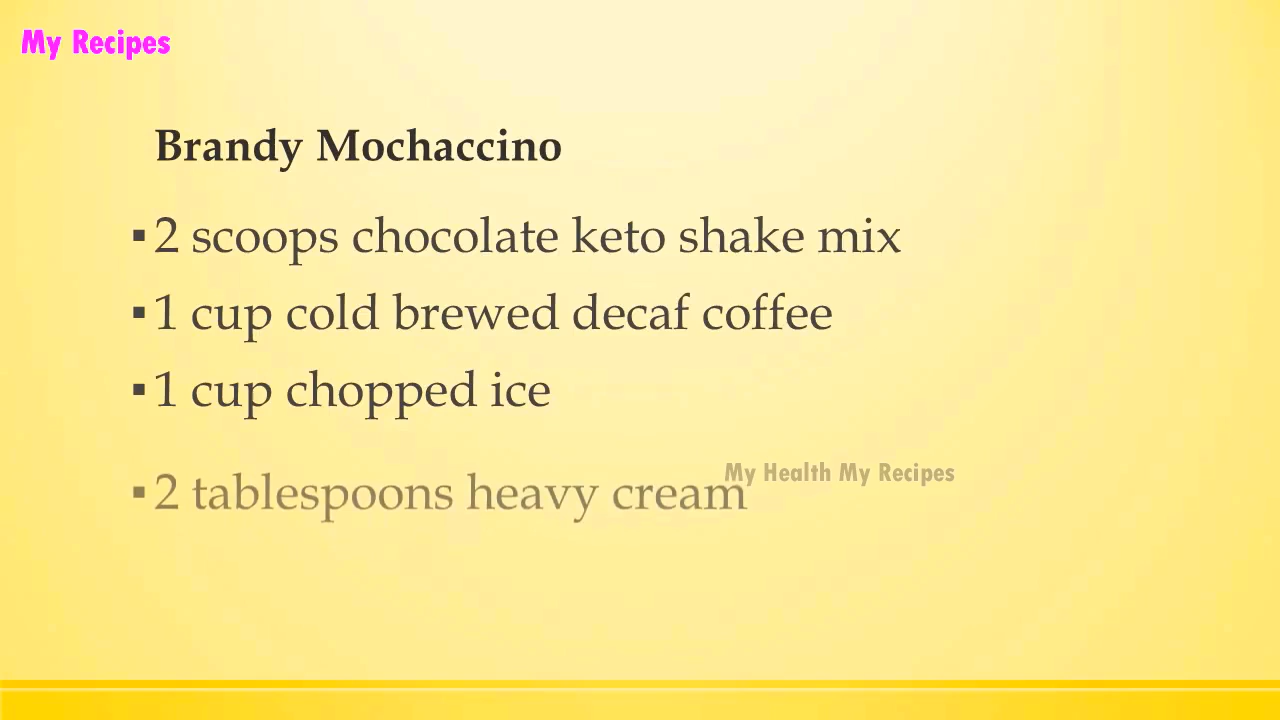 My Recipes
Brandy Mochaccino
▪ 2 scoops chocolate keto shake mix
▪ 1 cup cold brewed decaf coffee
▪ 1 cup chopped ice
My Health My Recipes
▪ 2 tablespoons heavy cream